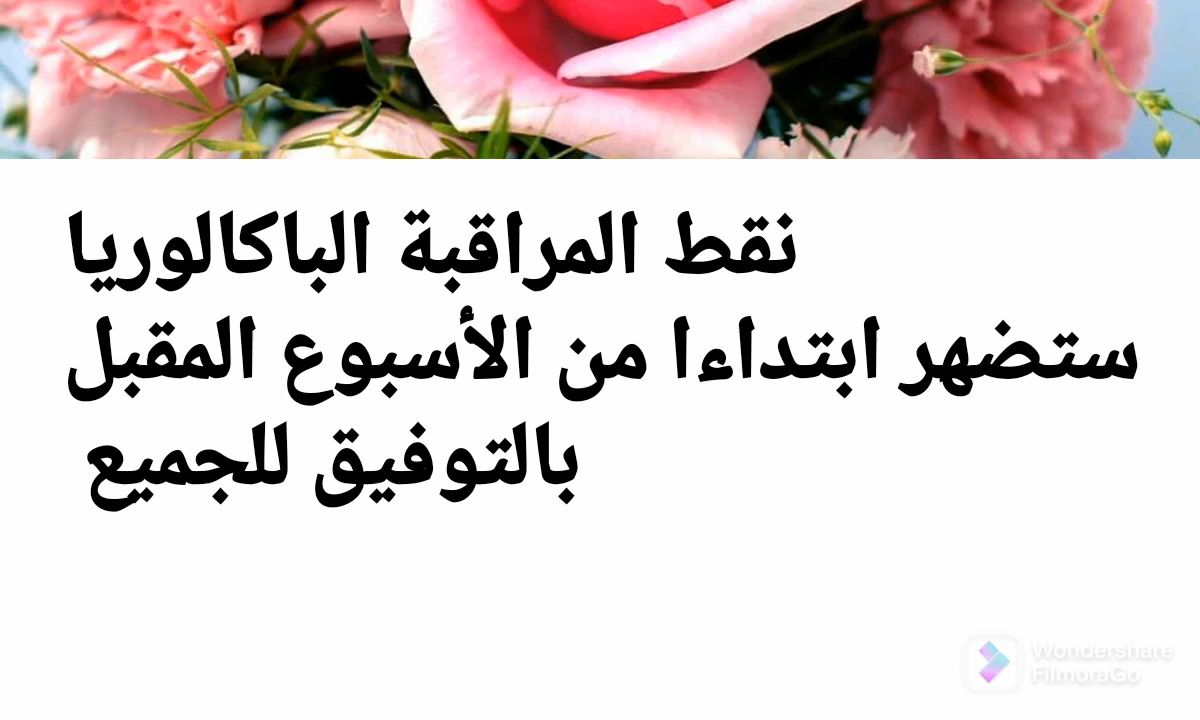 نقط المراقبة الباكالوريا
ستضهر ابتداءا من الأسبوع المقبل
بالتوفيق للجميع
Wondershare
FilmoraGo